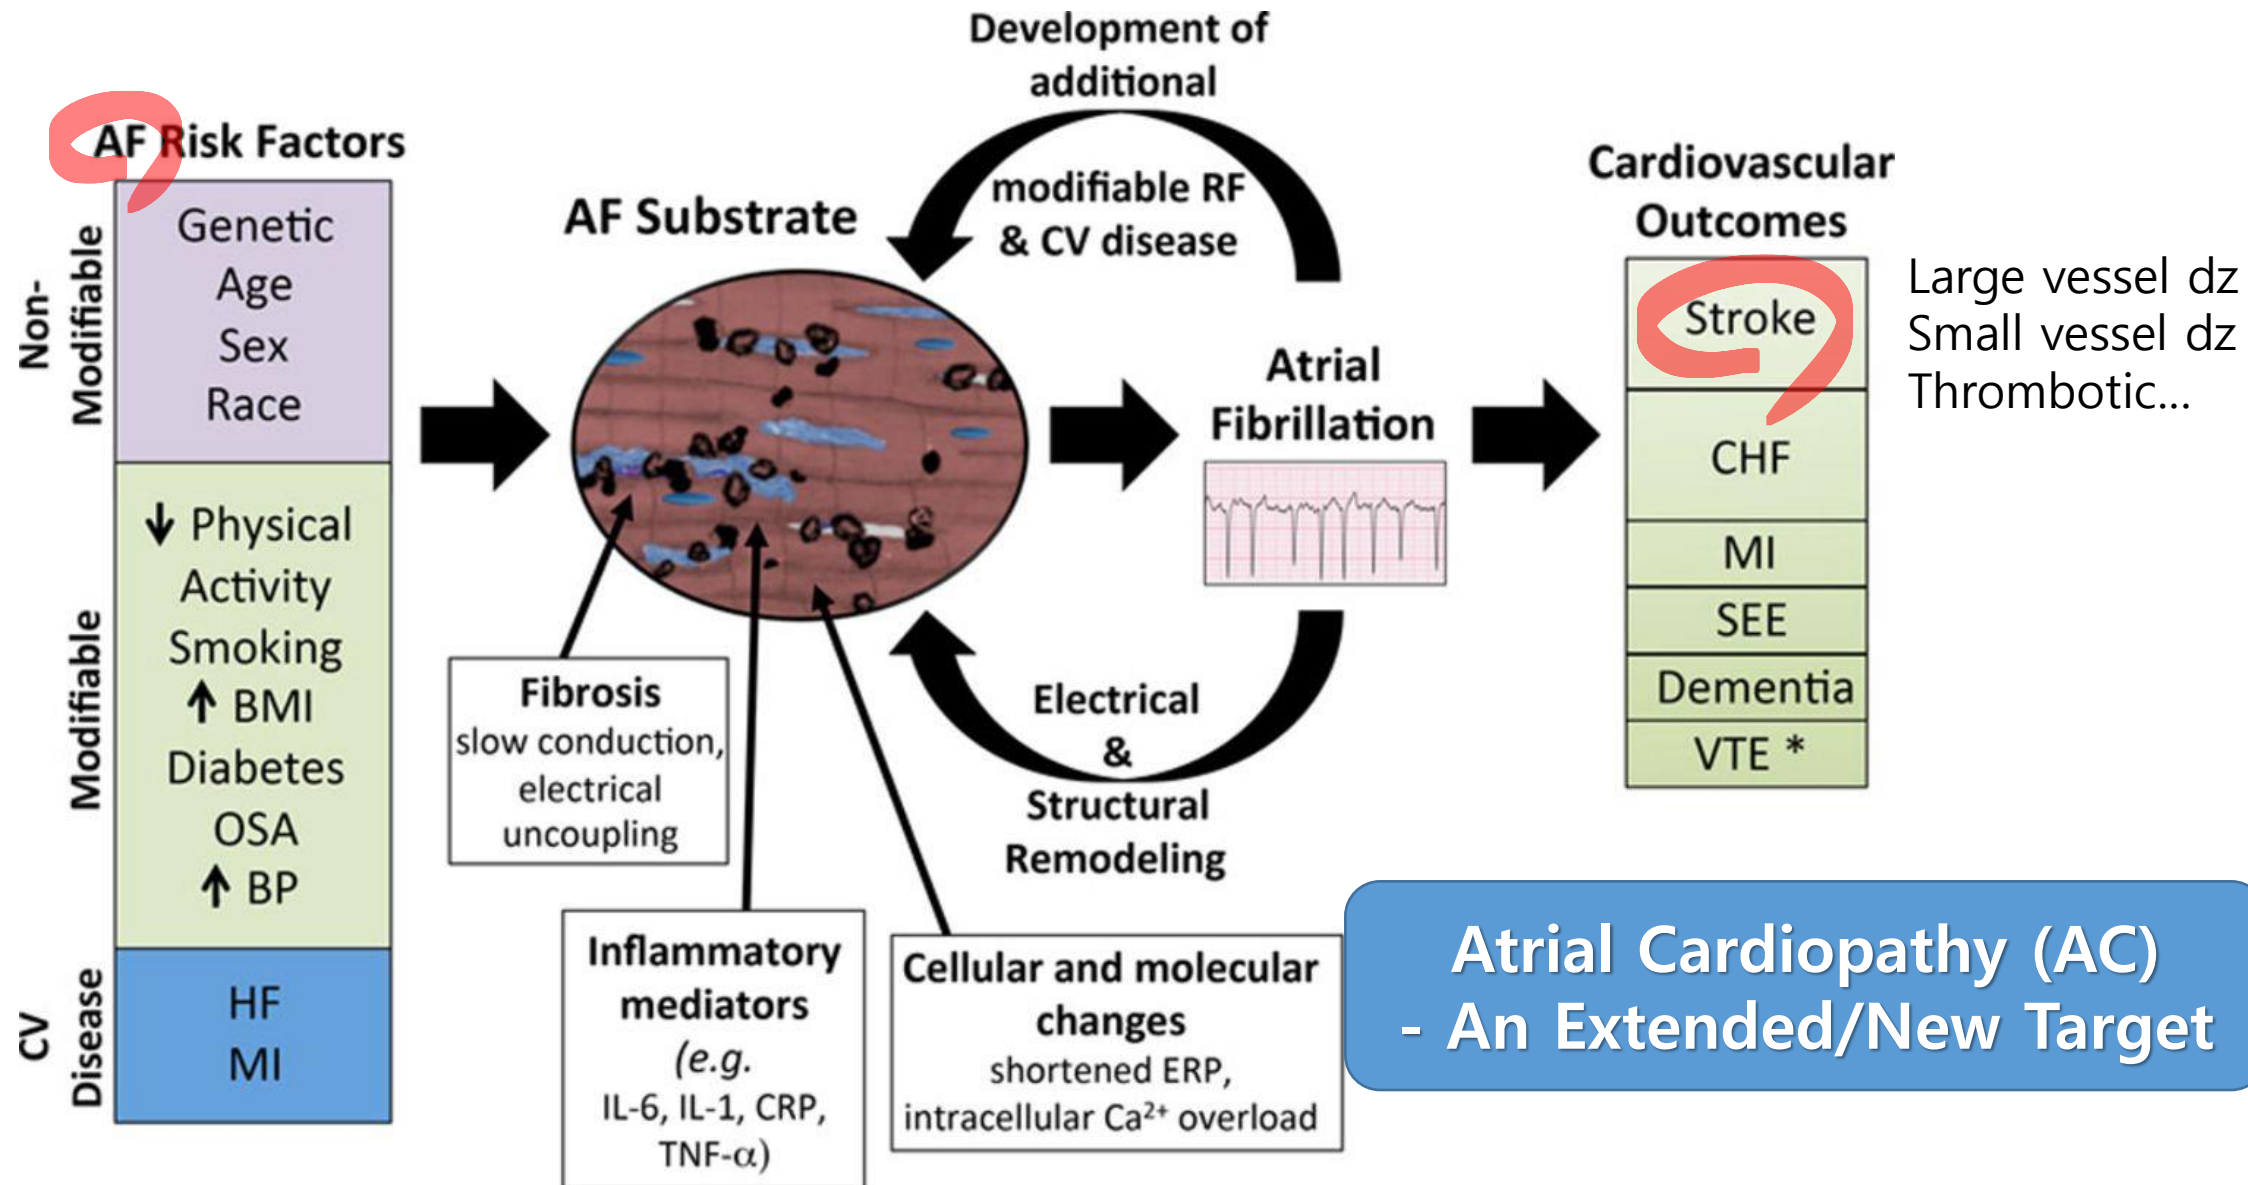 AF Risk Factors
Non-
Modifiable
Genetic
Age
Sex
Race
Modifiable
↓ Physical
Activity
Smoking
↑ BMI
Diabetes
OSA
↑ BP
CV
Disease
HF
MI
AF Substrate
Fibrosis
slow conduction,
electrical
uncoupling
Inflammatory
mediators
(e.g.
IL-6, IL-1, CRP,
TNF-α)
Cellular and molecular
changes
shortened ERP,
intracellular Ca²⁺ overload
Development of
additional
modifiable RF
& CV disease
Atrial
Fibrillation
Electrical
&
Structural
Remodeling
Cardiovascular
Outcomes
Stroke
CHF
MI
SEE
Dementia
VTE *
Large vessel dz
Small vessel dz
Thrombotic...
Atrial Cardiopathy (AC)
- An Extended/New Target